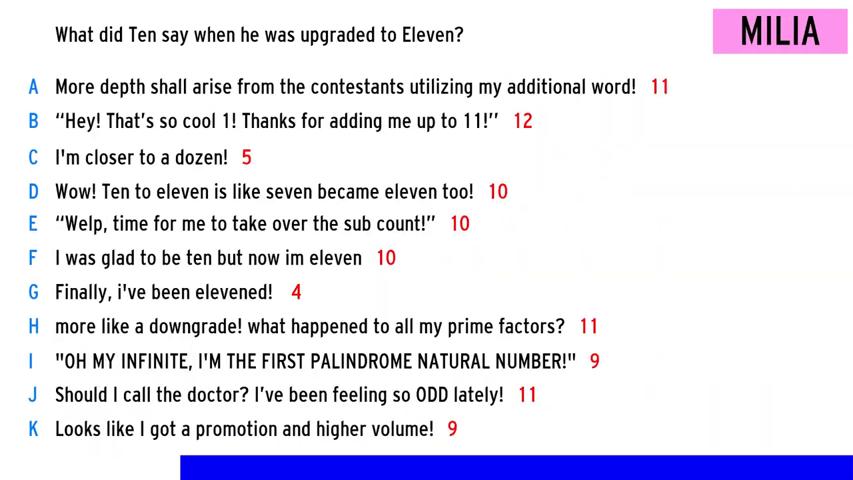 What did Ten say when he was upgraded to Eleven?
MILIA
A More depth shall arise from the contestants utilizing my additional word! 11
B “Hey! That’s so cool 1! Thanks for adding me up to 11!” 12
C I'm closer to a dozen! 5
D Wow! Ten to eleven is like seven became eleven too! 10
E “Welp, time for me to take over the sub count!” 10
F I was glad to be ten but now im eleven 10
G Finally, i've been elevened! 4
H more like a downgrade! what happened to all my prime factors? 11
I "OH MY INFINITE, I'M THE FIRST PALINDROME NATURAL NUMBER!" 9
J Should I call the doctor? I’ve been feeling so ODD lately! 11
K Looks like I got a promotion and higher volume! 9